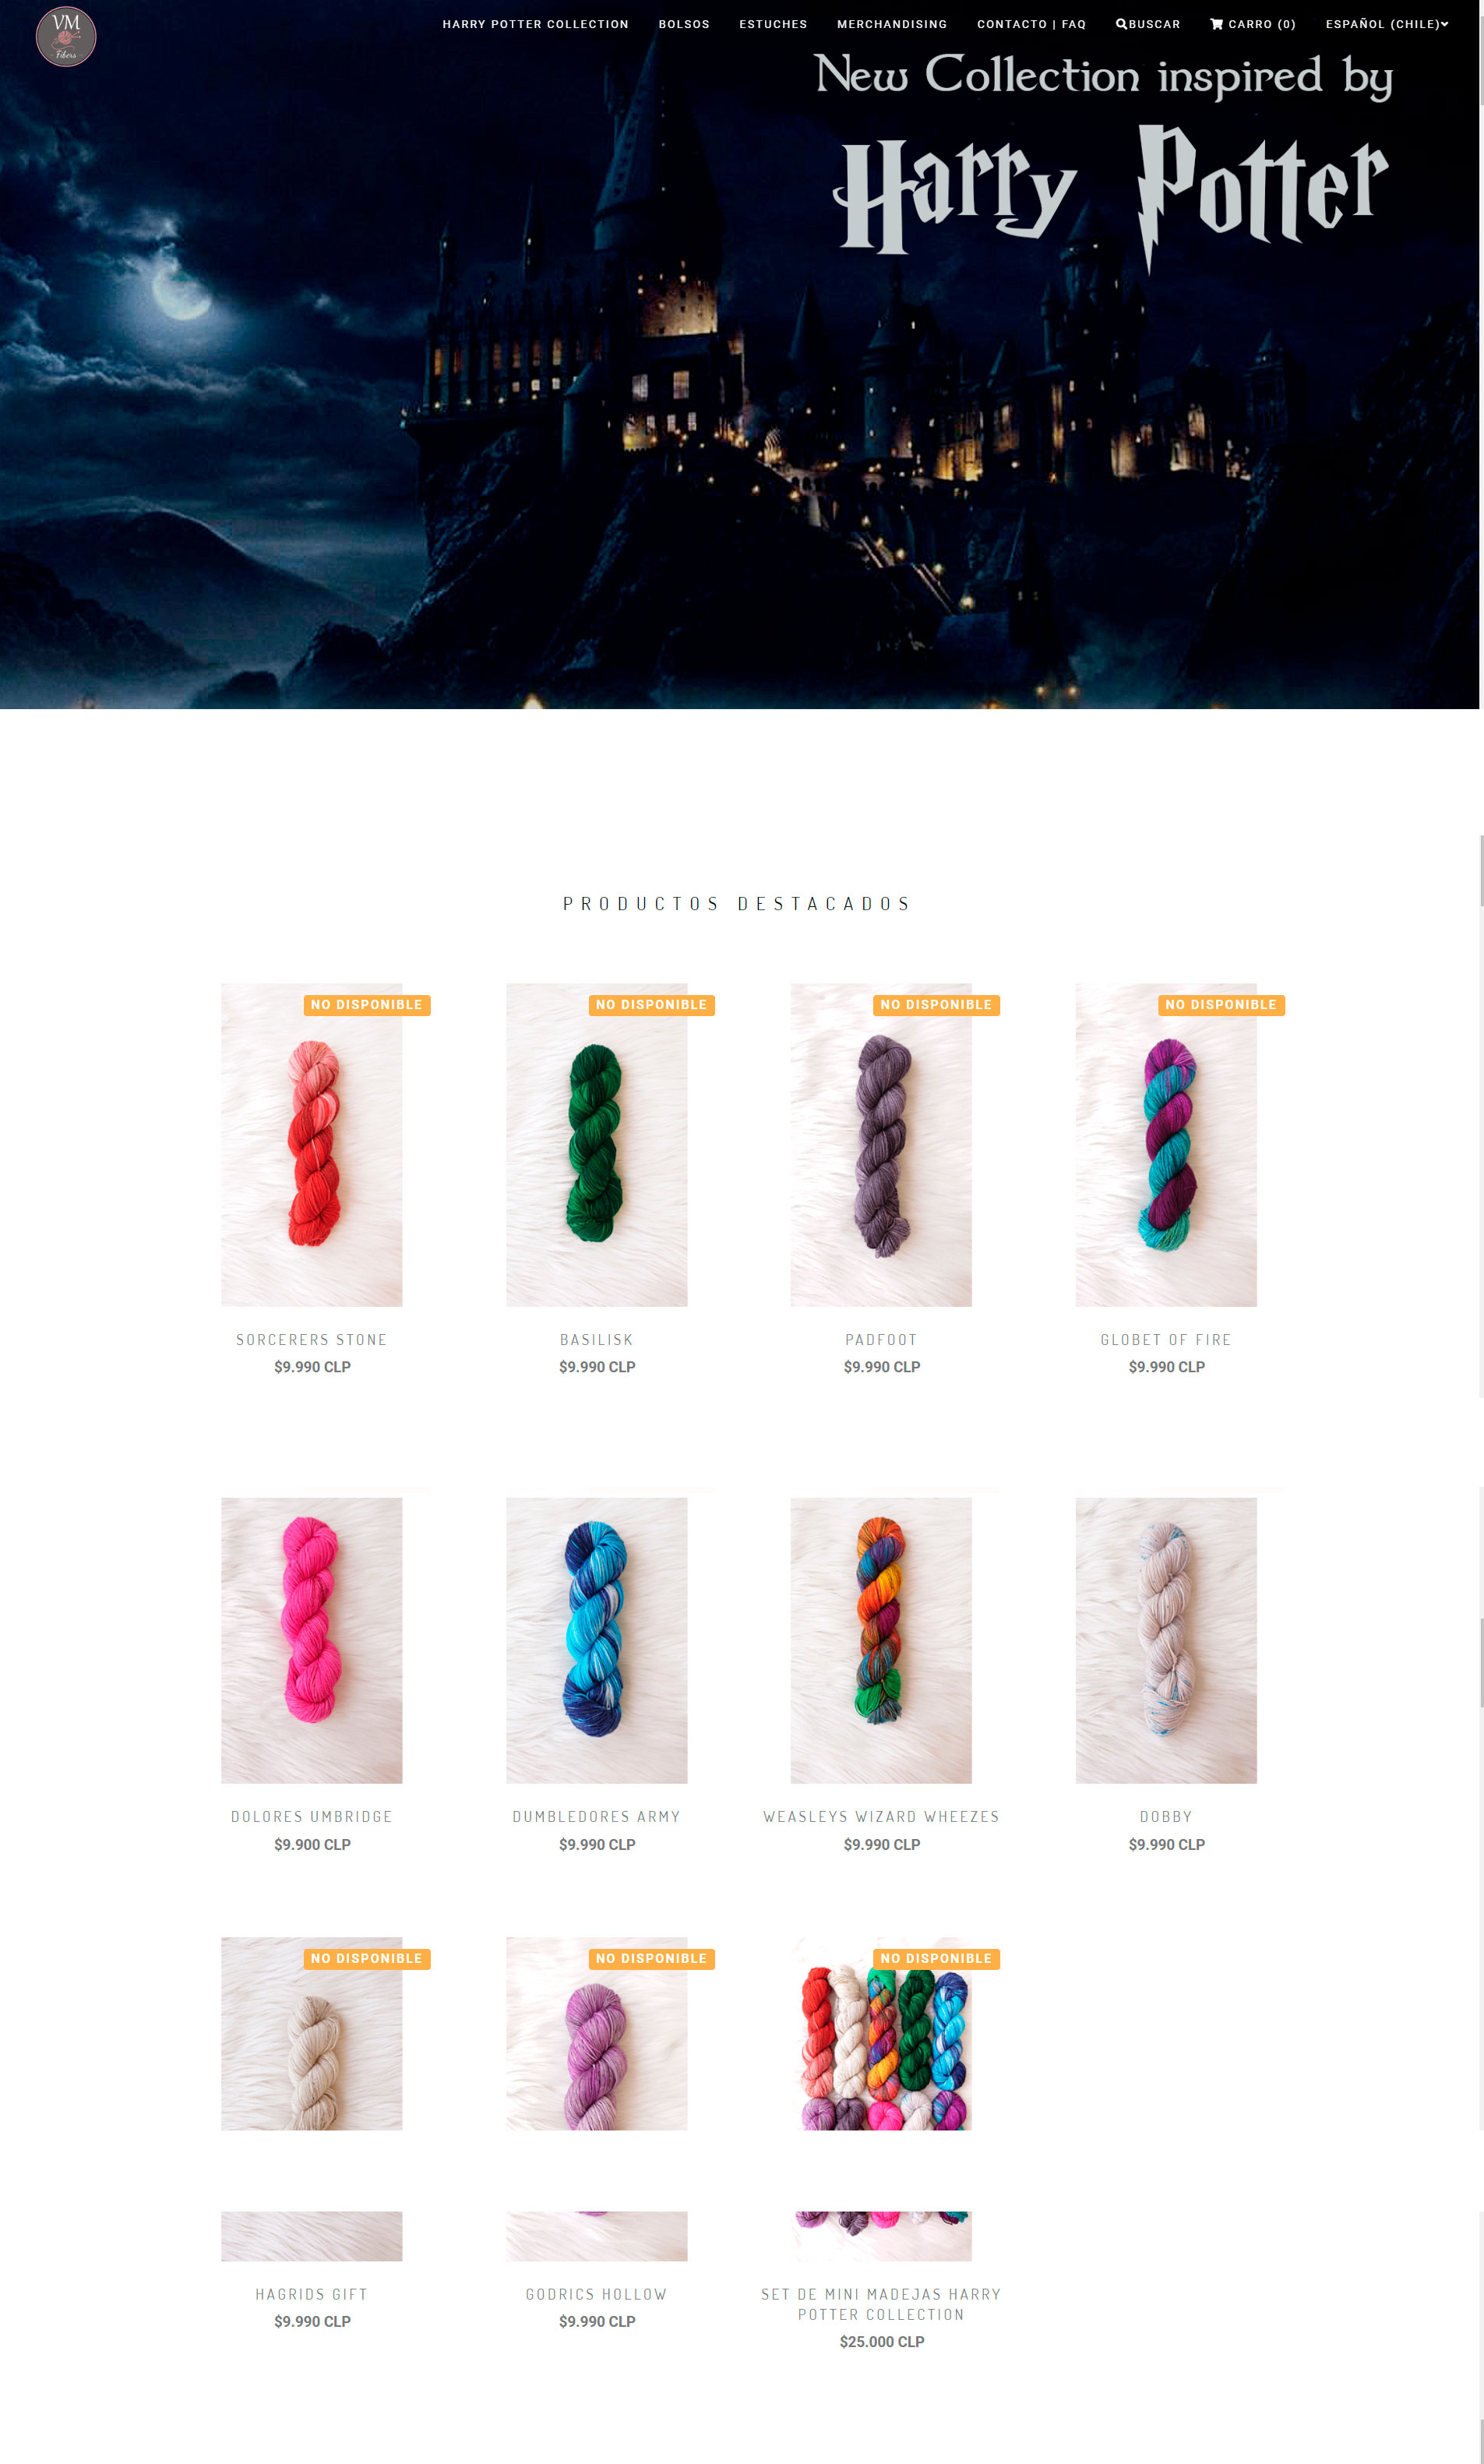 VM
Fibers
HARRY POTTER COLLECTION BOLSOS ESTUCHES MERCHANDISING CONTACTO | FAQ BUSCAR CARRO (0) ESPAÑOL (CHILE)
New Collection inspired by
Harry Potter
PRODUCTOS DESTACADOS
NO DISPONIBLE NO DISPONIBLE NO DISPONIBLE NO DISPONIBLE
SORCERERS STONE BASILISK PADFOOT GLOBET OF FIRE
$9.990 CLP $9.990 CLP $9.990 CLP $9.990 CLP
DOLORES UMBRIDGE DUMBLEDORES ARMY WEASLEYS WIZARD WHEEZES DOBBY
$9.900 CLP $9.990 CLP $9.990 CLP $9.990 CLP
NO DISPONIBLE NO DISPONIBLE NO DISPONIBLE
HAGRIDS GIFT GODRICS HOLLOW SET DE MINI MADEJAS HARRY
POTTER COLLECTION
$9.990 CLP $9.990 CLP
$25.000 CLP